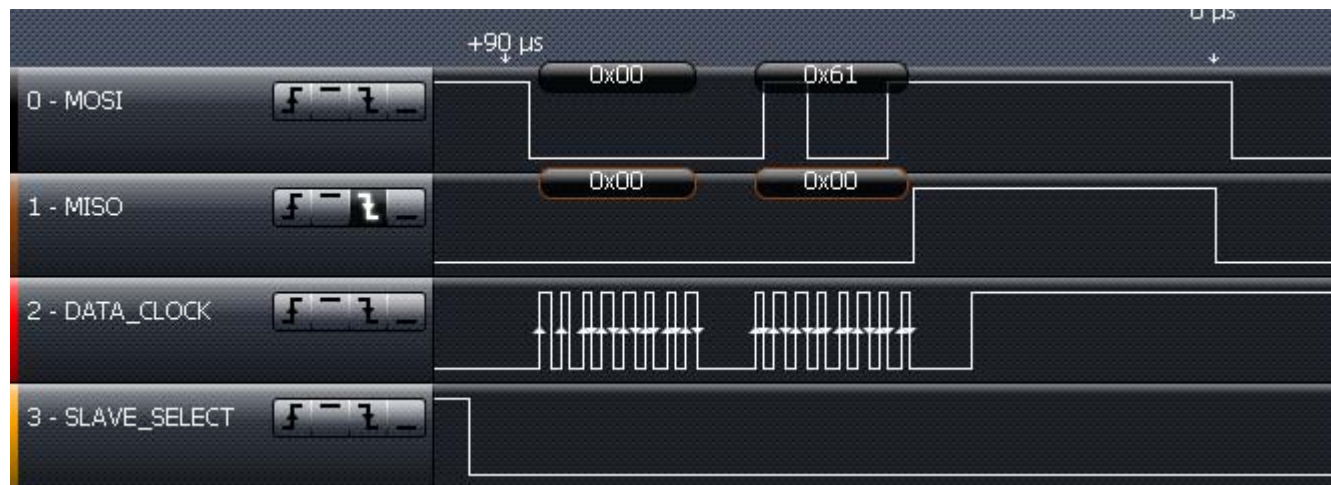 0 µs
+90 µs
0x00 0x61
0 - MOSI
0x00 0x00
1 - MISO
2 - DATA_CLOCK
3 - SLAVE_SELECT